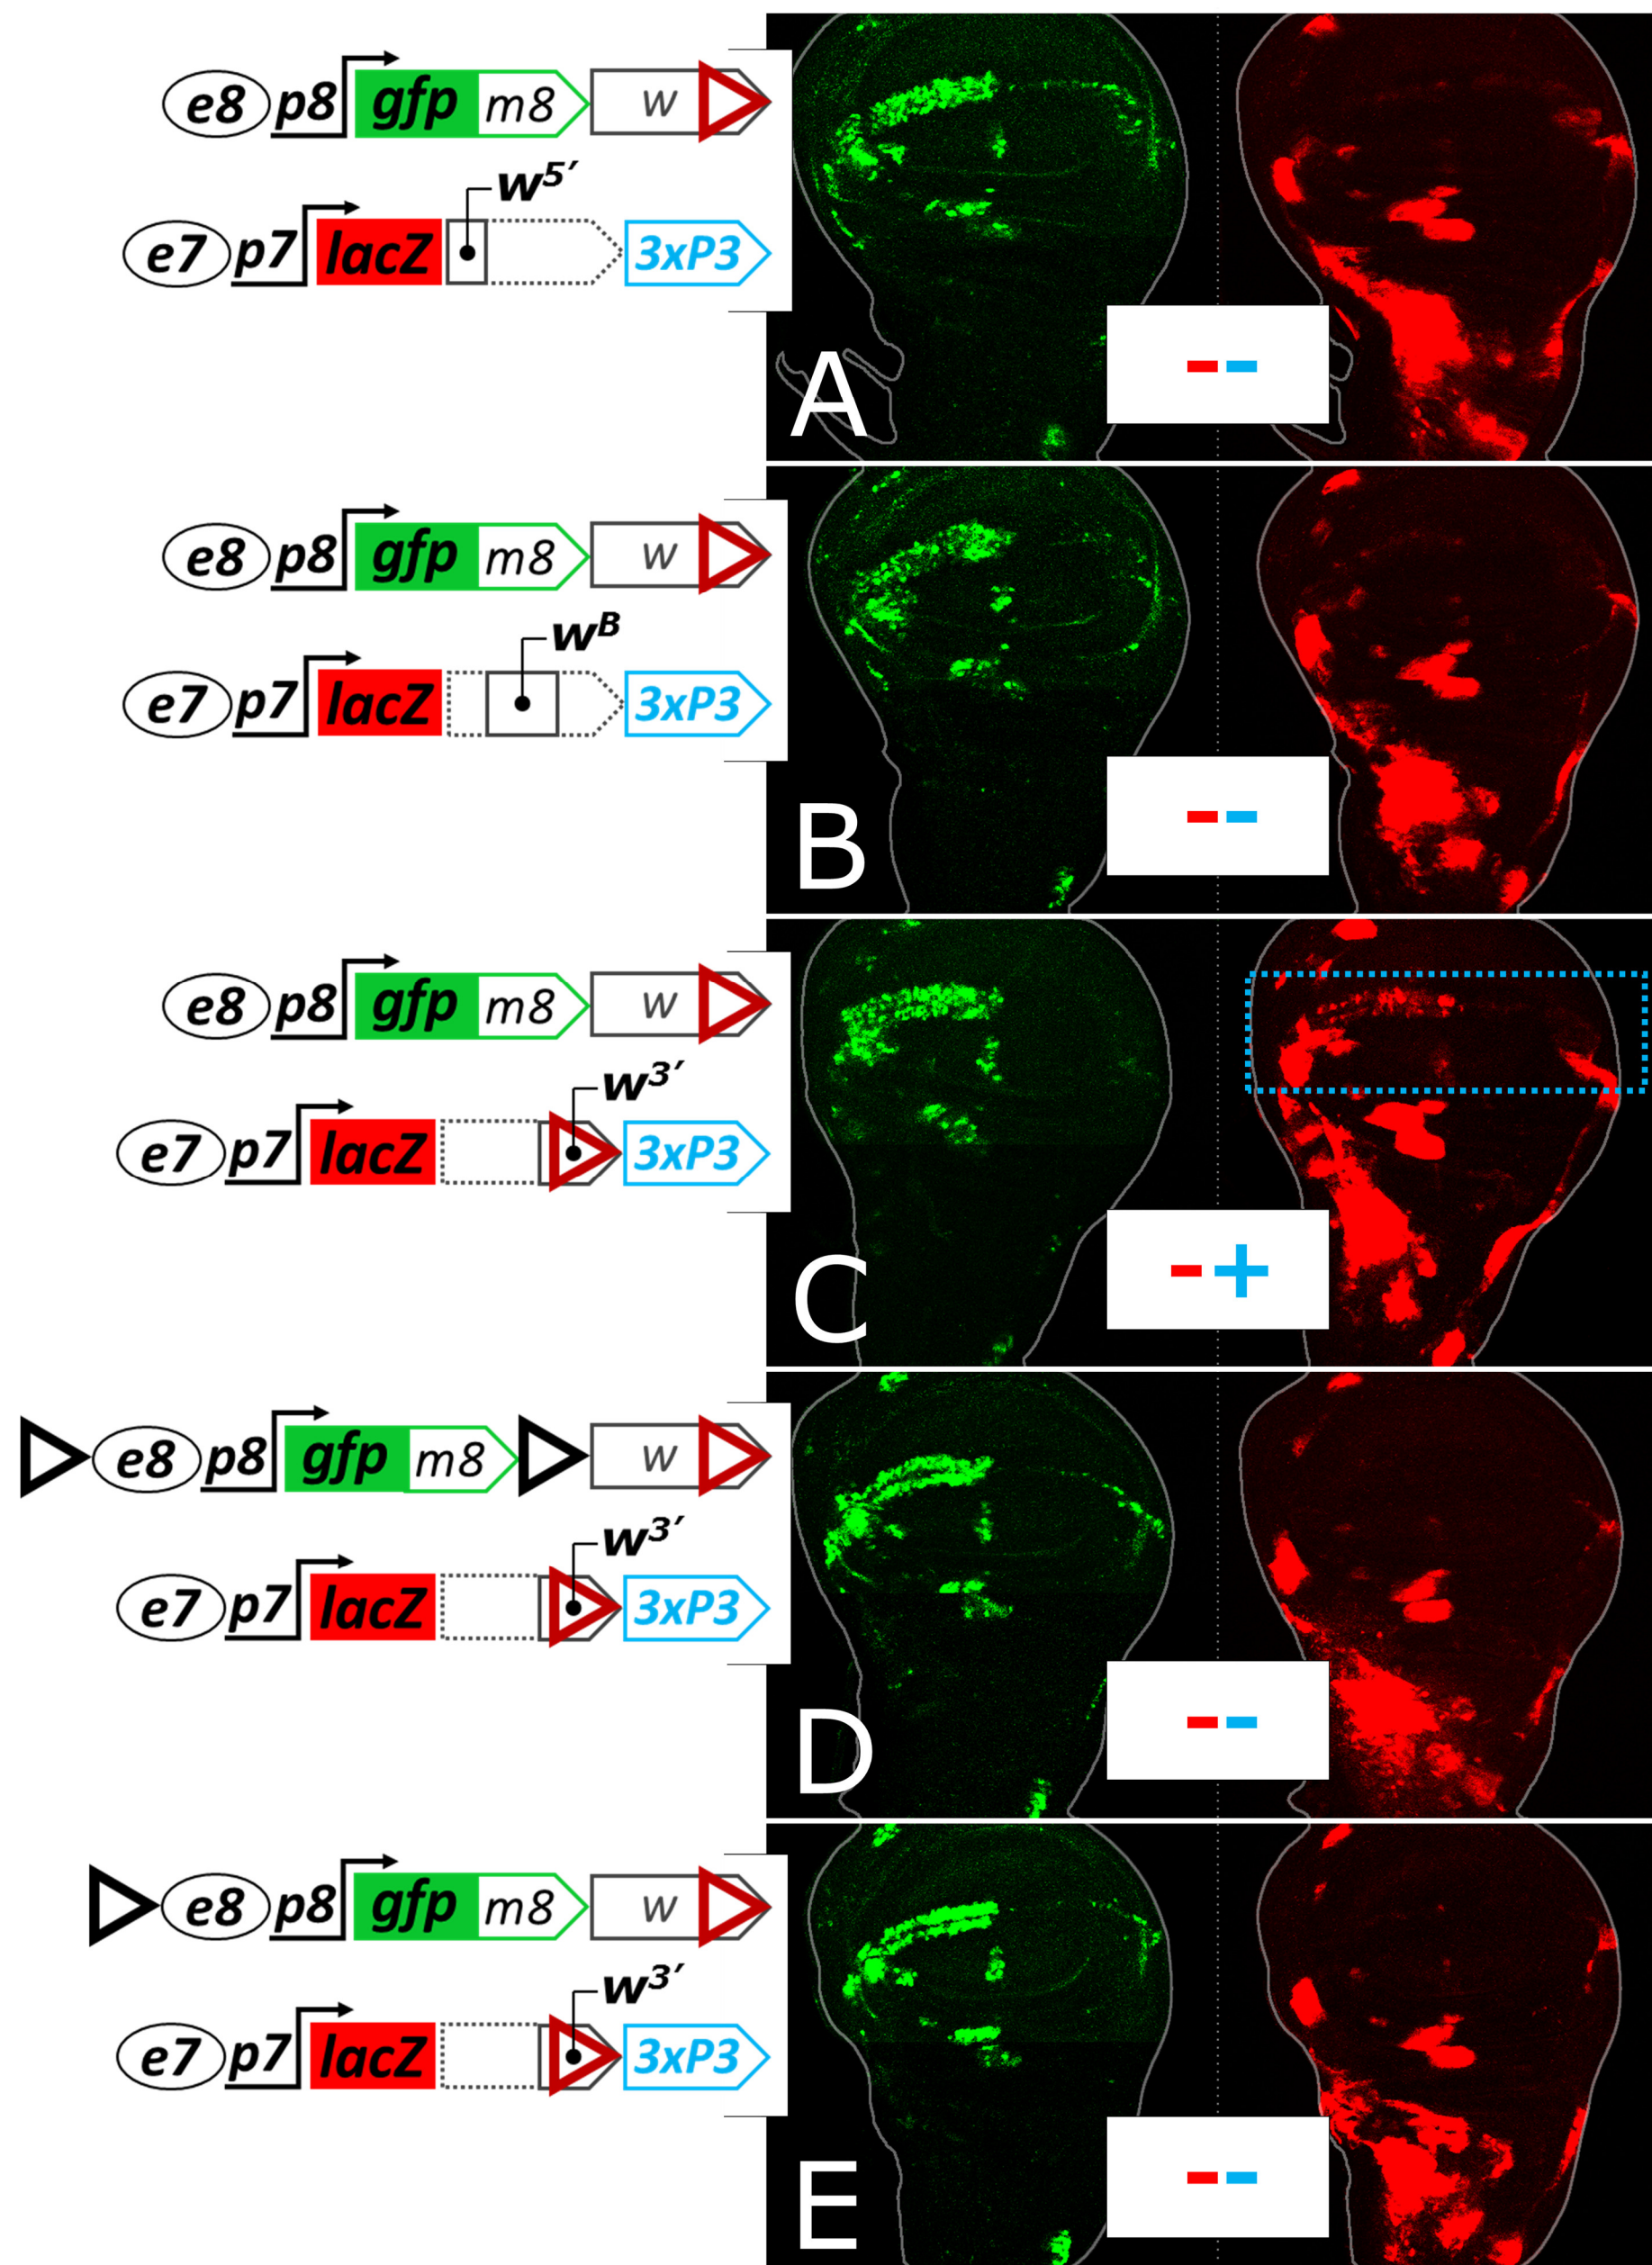 e8 p8 gfp m8 w
w5′
e7 p7 lacZ 3xP3
A
e8 p8 gfp m8 w
wB
e7 p7 lacZ 3xP3
B
e8 p8 gfp m8 w
w3′
e7 p7 lacZ 3xP3
- +
C
e8 p8 gfp m8 w
w3′
e7 p7 lacZ 3xP3
D
e8 p8 gfp m8 w
w3′
e7 p7 lacZ 3xP3
E